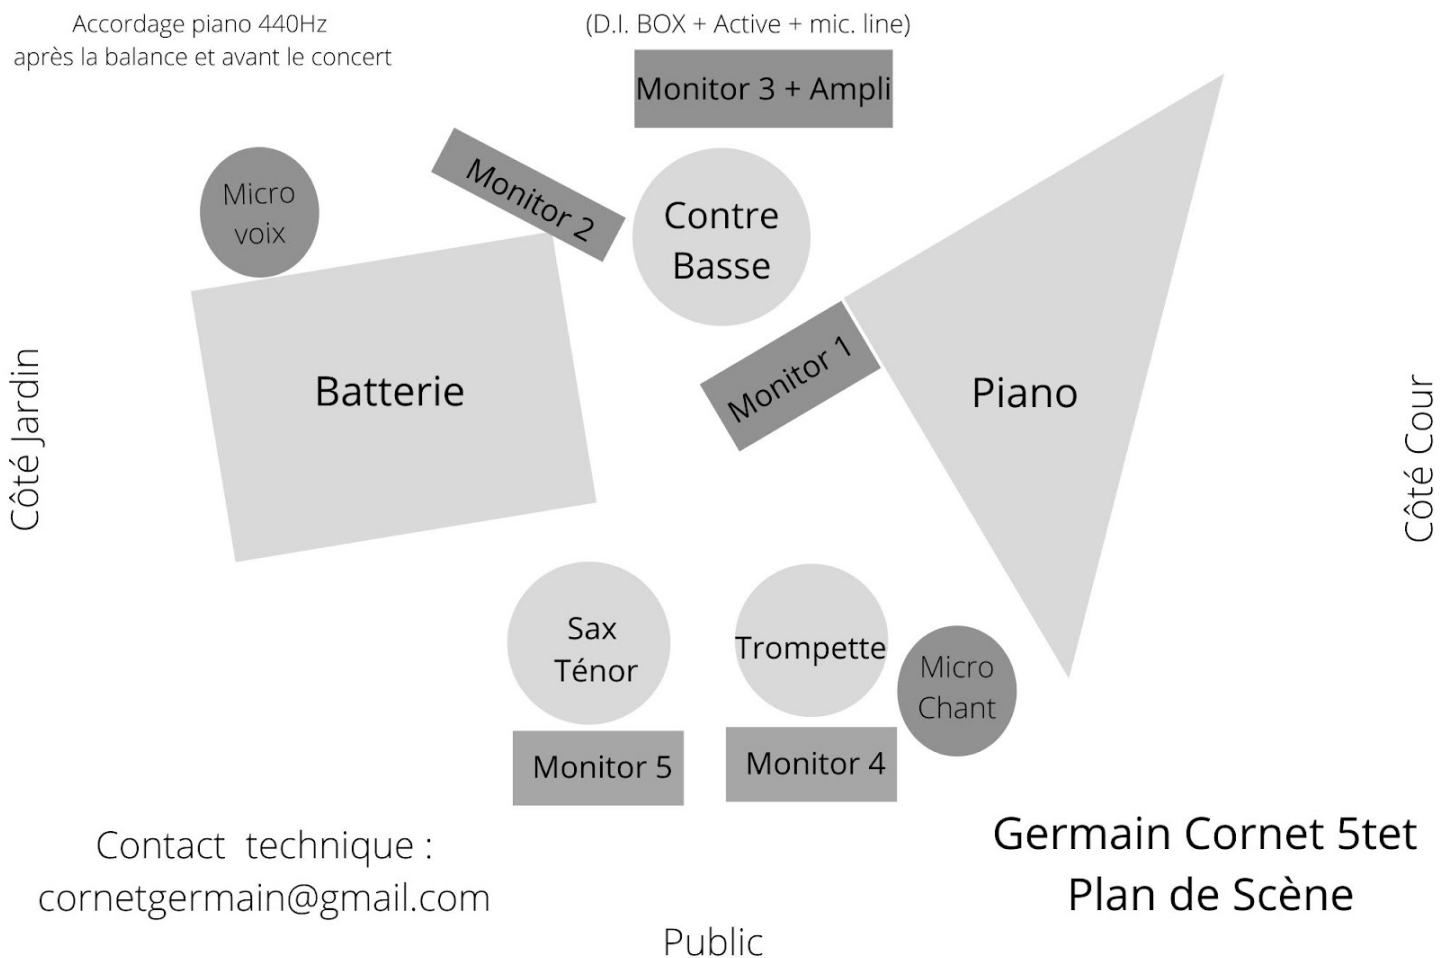 Accordage piano 440Hz
après la balance et avant le concert
(D.I. BOX + Active + mic. line)
Monitor 3 + Ampli
Micro
voix
Monitor 2
Contre
Basse
Monitor 1
Batterie
Piano
Côté Jardin
Côté Cour
Sax
Ténor
Trompette
Micro
Chant
Monitor 5
Monitor 4
Contact technique :
cornetgermain@gmail.com
Germain Cornet 5tet
Plan de Scène
Public